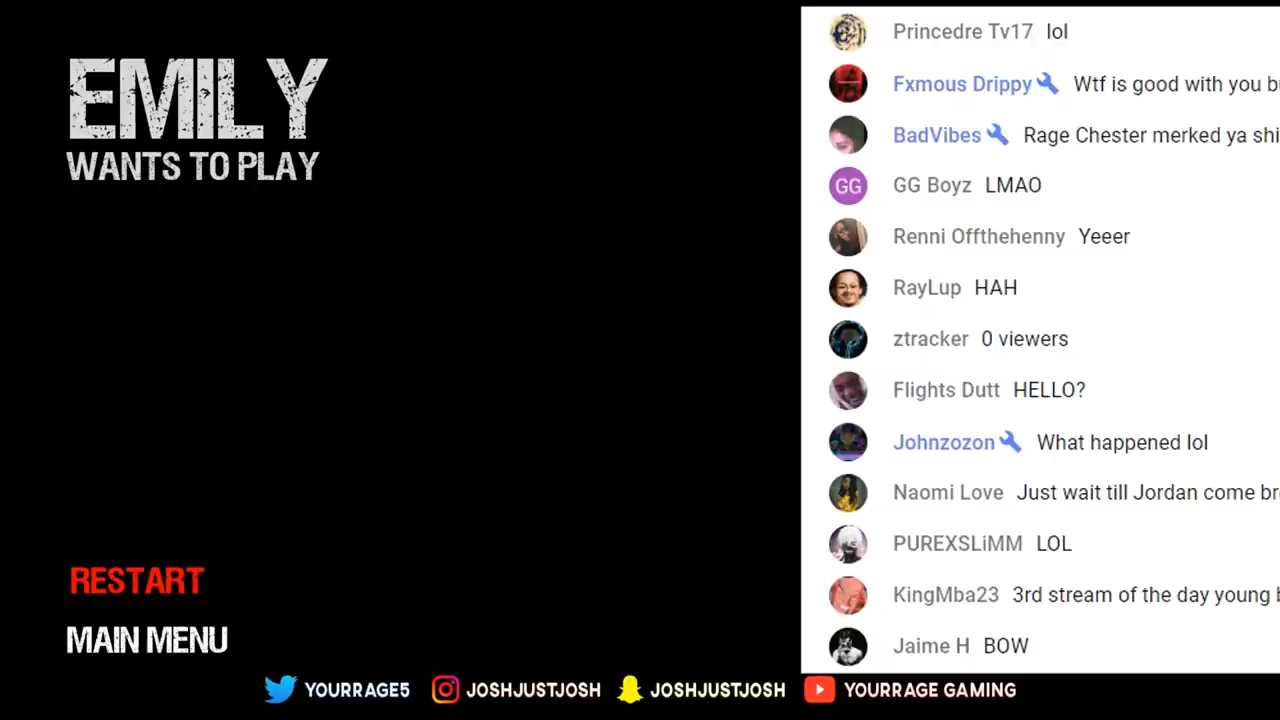 EMILY
WANTS TO PLAY
RESTART
MAIN MENU
Princedre Tv17 lol
Fxmous Drippy Wtf is good with you b
BadVibes Rage Chester merked ya shi
GG GG Boyz LMAO
Renni Offthehenny Yeeer
RayLup HAH
ztracker 0 viewers
Flights Dutt HELLO?
Johnzozon What happened lol
Naomi Love Just wait till Jordan come br
PUREXSLiMM LOL
KingMba23 3rd stream of the day young b
Jaime H BOW
YOURRAGE5 JOSHJUSTJOSH JOSHJUSTJOSH YOURRAGE GAMING